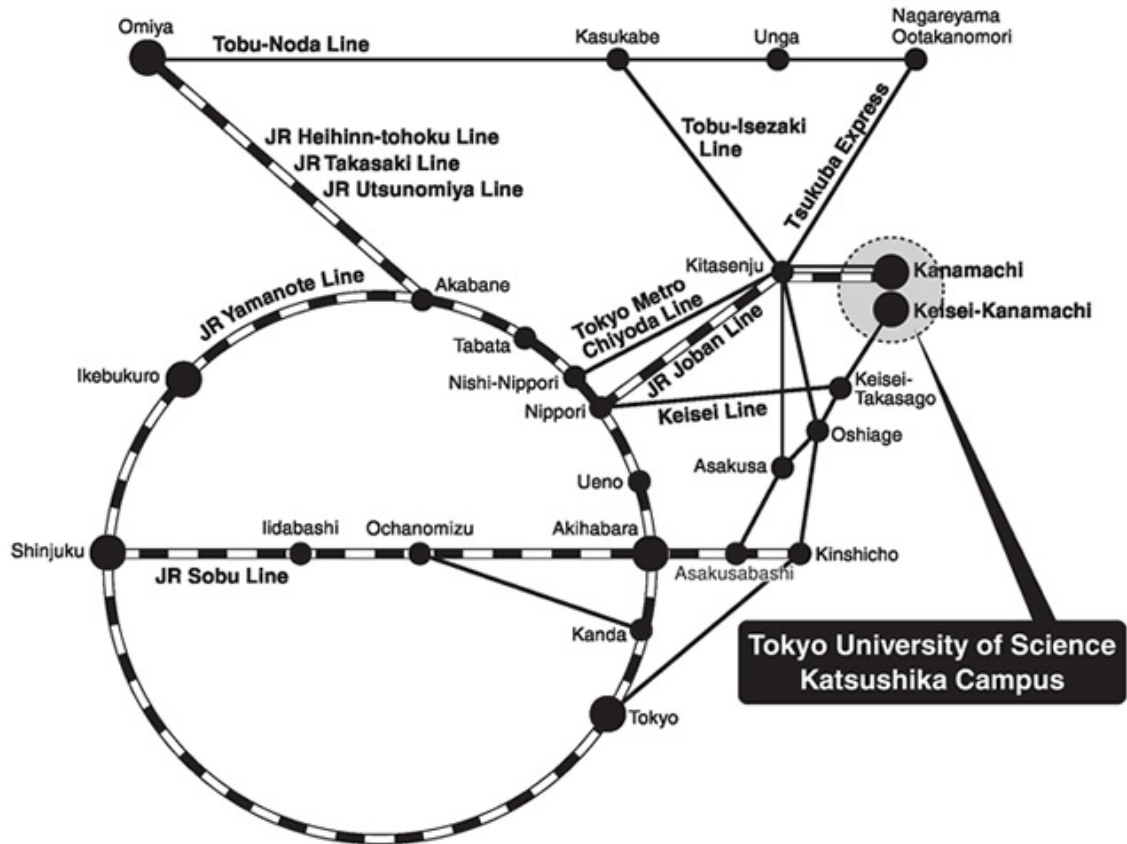 Omiya
Tobu-Noda Line
Kasukabe
Unga
Nagareyama
Ootakanomori
JR Heihinn-tohoku Line
JR Takasaki Line
JR Utsunomiya Line
Tobu-Isezaki
Line
Tsukuba Express
Kitasenju
Kanamachi
Keisei-Kanamachi
JR Yamanote Line
Akabane
Tabata
Tokyo Metro
Chiyoda Line
JR Joban Line
Ikebukuro
Nishi-Nippori
Nippori
Keisei Line
Keisei-
Takasago
Oshiage
Asakusa
Ueno
Shinjuku
Iidabashi
Ochanomizu
Akihabara
Kinshicho
JR Sobu Line
Asakusabashi
Kanda
Tokyo
Tokyo University of Science
Katsushika Campus